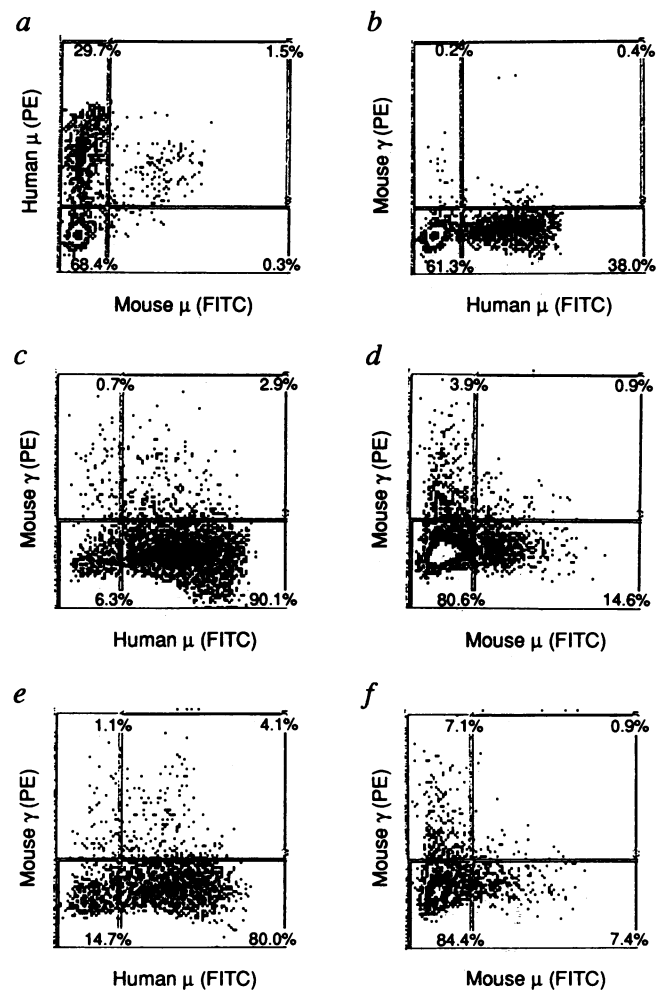 a
b
29.7%
1.5%
0.2%
0.4%
Human μ (PE)
Mouse γ (PE)
68.4%
0.3%
61.3%
38.0%
Mouse μ (FITC)
Human μ (FITC)
c
d
0.7%
2.9%
3.9%
0.9%
Mouse γ (PE)
Mouse γ (PE)
6.3%
90.1%
80.6%
14.6%
Human μ (FITC)
Mouse μ (FITC)
e
f
1.1%
4.1%
7.1%
0.9%
Mouse γ (PE)
Mouse γ (PE)
14.7%
80.0%
84.4%
7.4%
Human μ (FITC)
Mouse μ (FITC)